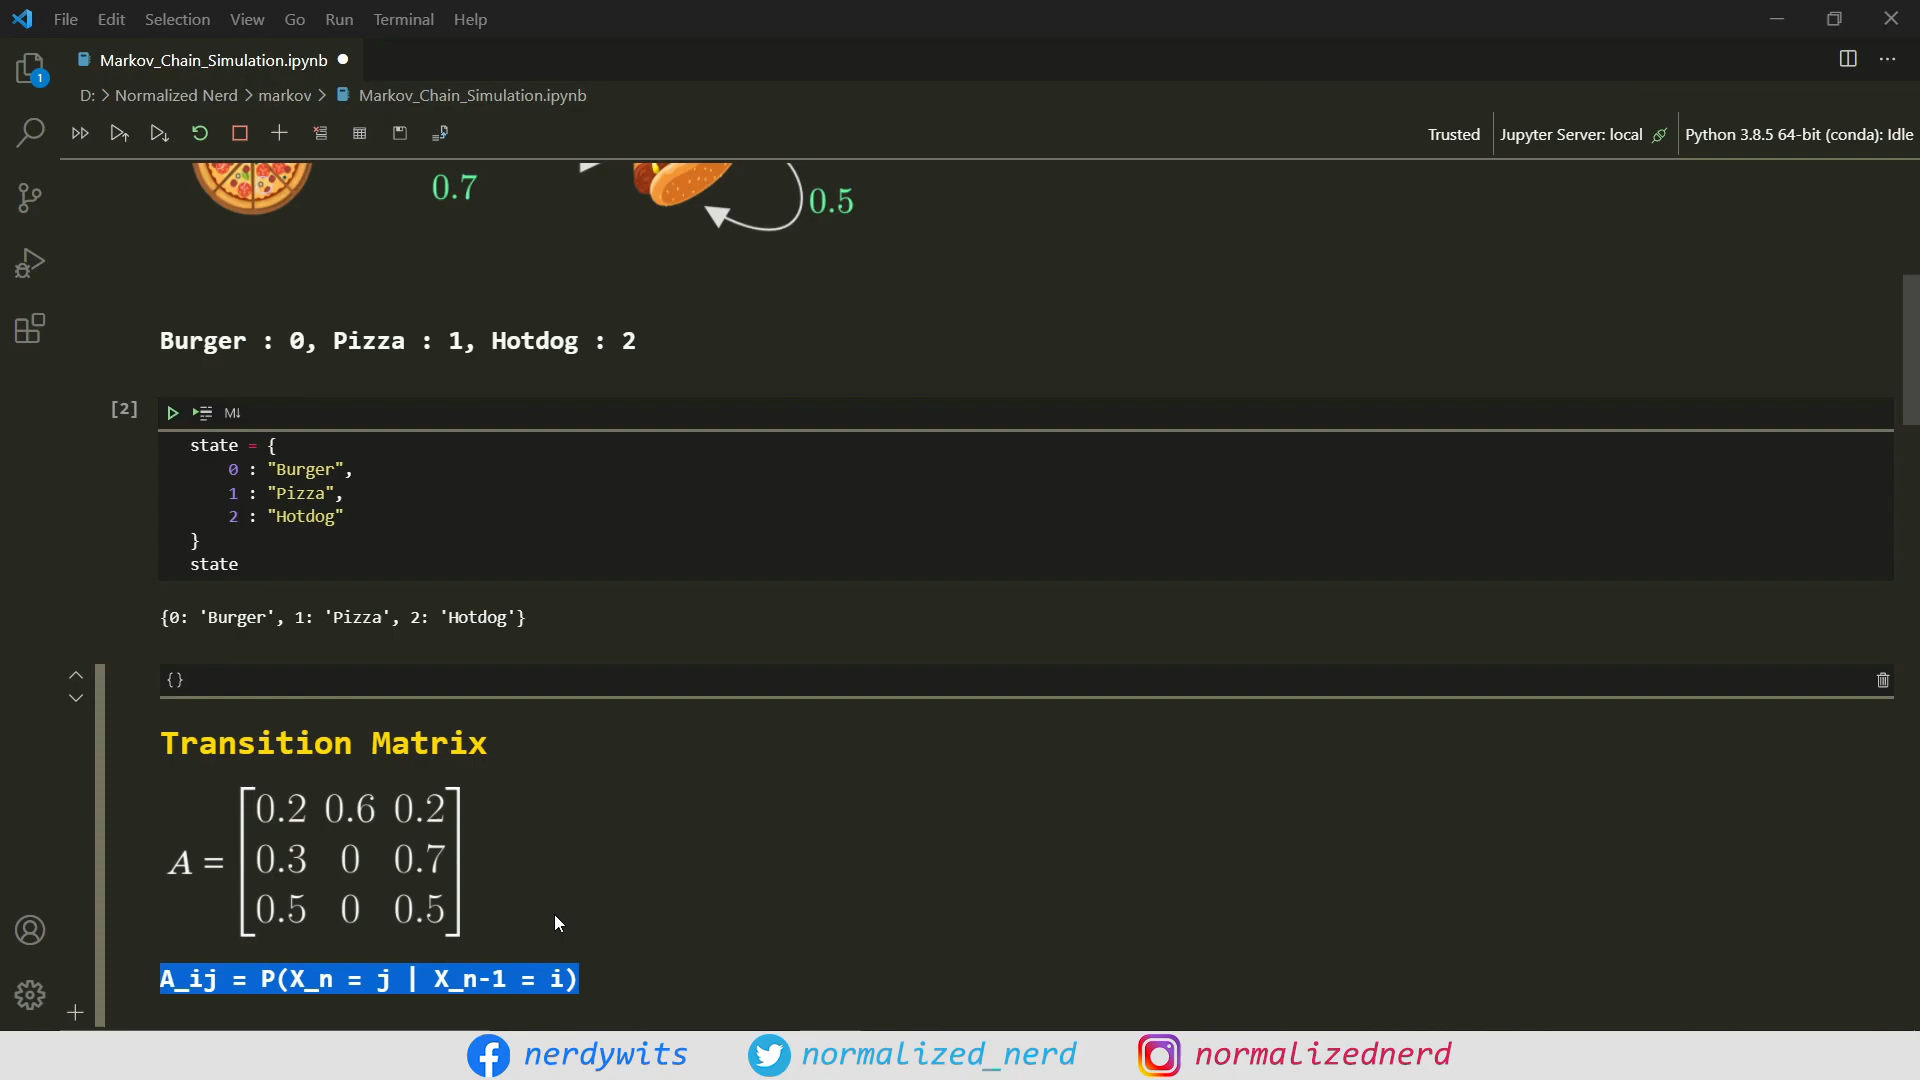 File Edit Selection View Go Run Terminal Help
Markov_Chain_Simulation.ipynb
1
D: > Normalized Nerd > markov > Markov_Chain_Simulation.ipynb
Trusted Jupyter Server: local Python 3.8.5 64-bit (conda): Idle
0.7
0.5
Burger : 0, Pizza : 1, Hotdog : 2
[2]
M↓
state = {
0 : "Burger",
1 : "Pizza",
2 : "Hotdog"
}
state
{0: 'Burger', 1: 'Pizza', 2: 'Hotdog'}
{}
Transition Matrix
0.2 0.6 0.2
A = 0.3 0 0.7
0.5 0 0.5
A_ij = P(X_n = j | X_n-1 = i)
nerdywits normalized_nerd normalizednerd